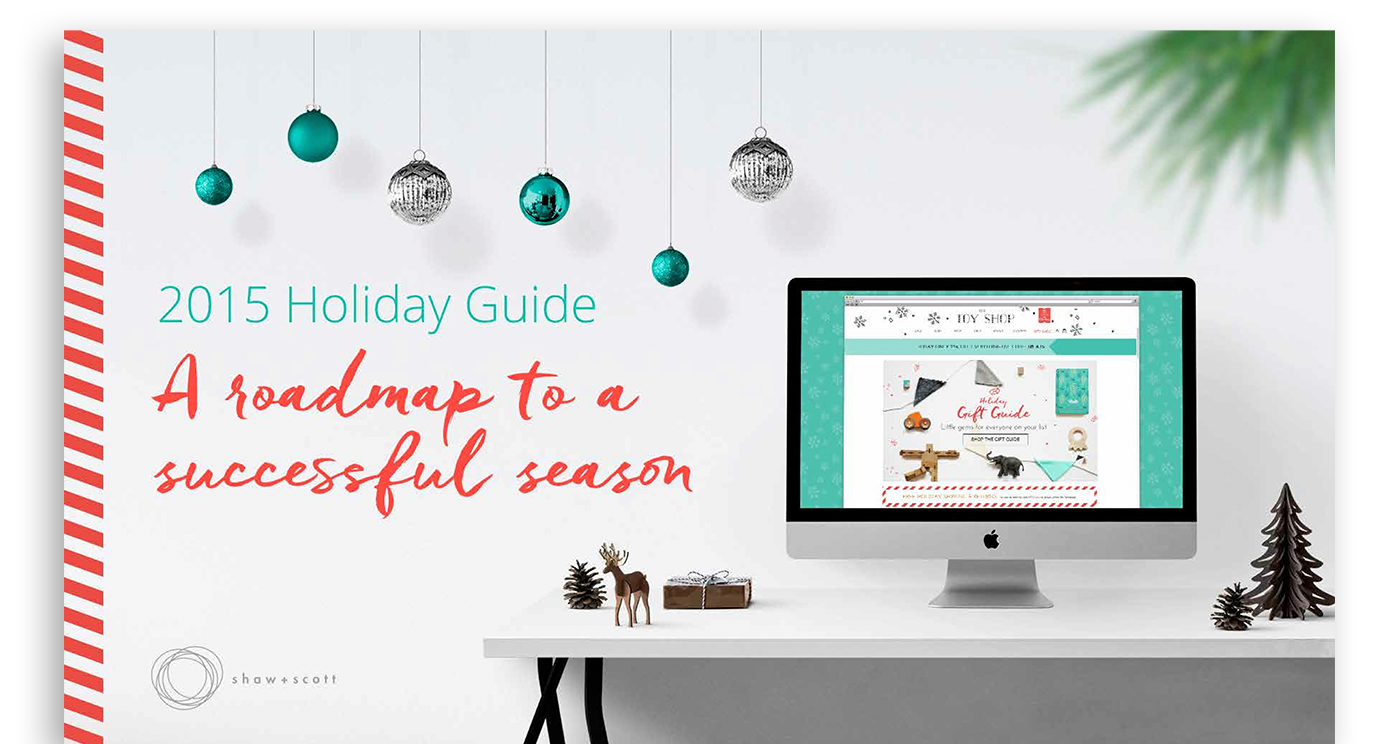 2015 Holiday Guide
A roadmap to a
successful season
TOY SHOP
Holiday
Gift Guide
Little gems for everyone on your list
SHOP THE GIFT GUIDE
shaw+scott